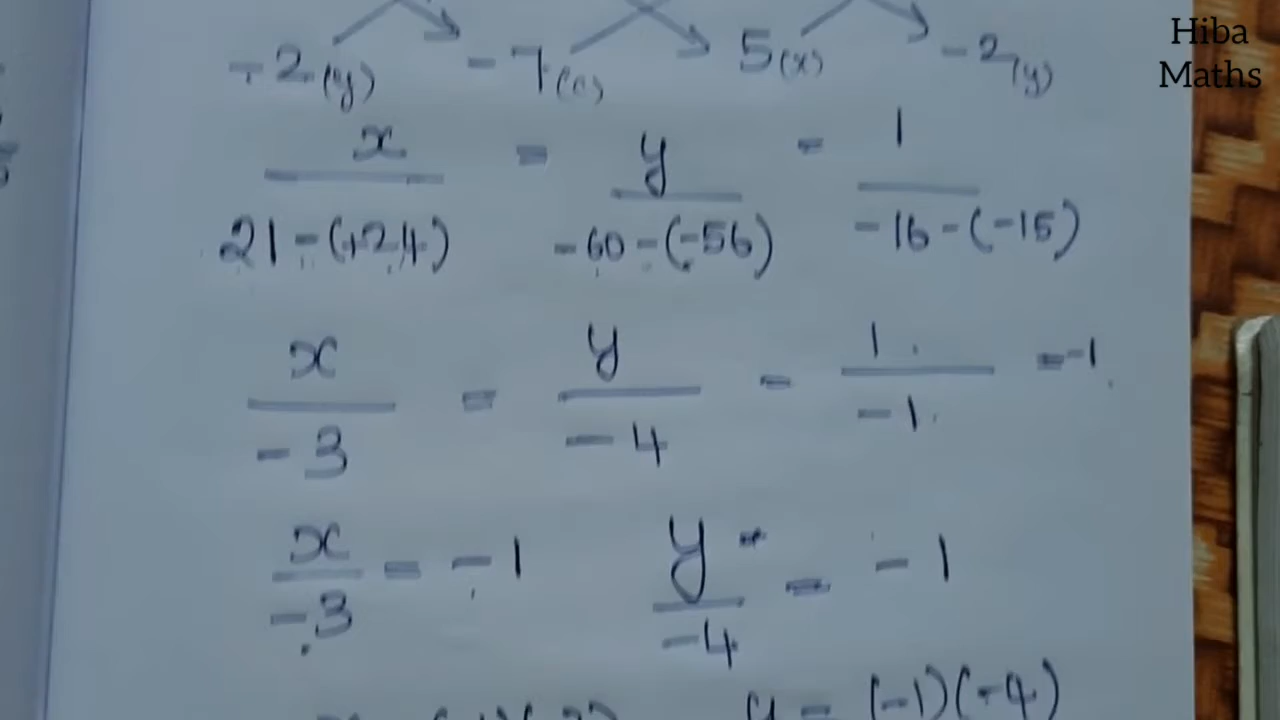 Hiba
Maths
-2(y) -7(c) 5(x) -2(y)
x/(21-(+24)) = y/(-60-(-56)) = 1/(-16-(-15))
x/-3 = y/-4 = 1/-1 = -1
x/-3 = -1 y/-4 = -1
y = (-1)(-4)